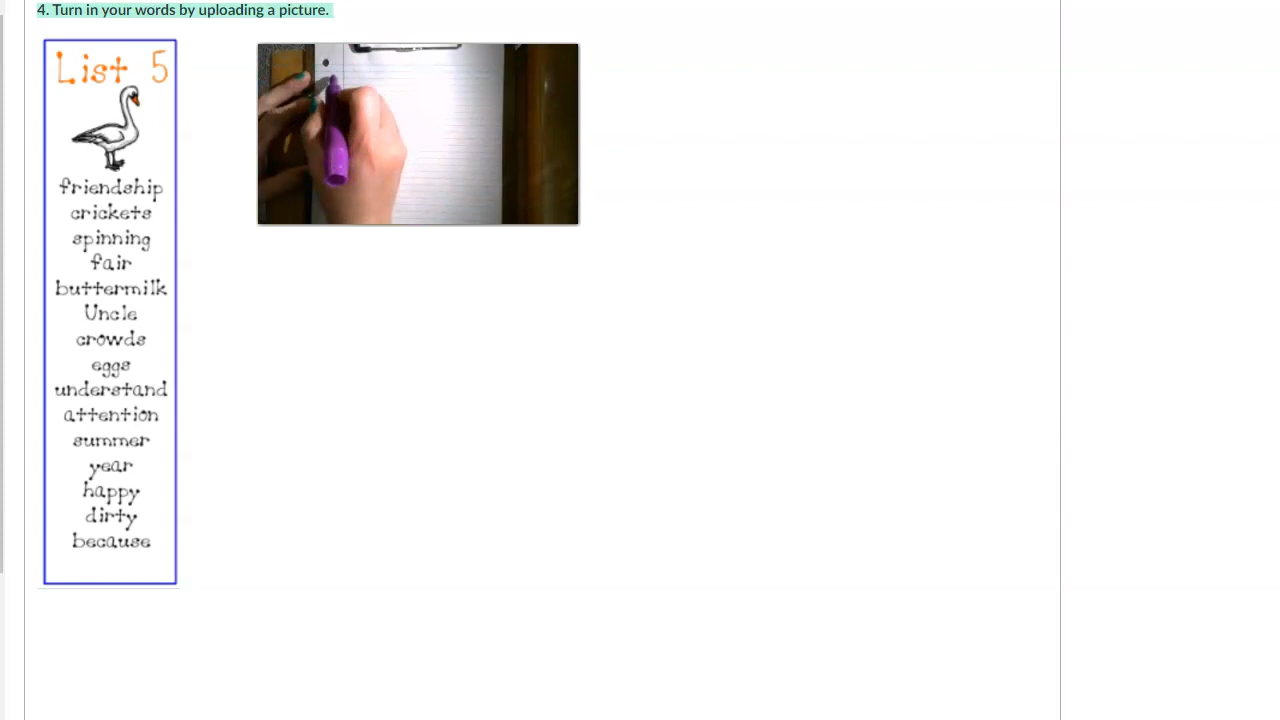 4. Turn in your words by uploading a picture.
List 5
friendship
crickets
spinning
fair
buttermilk
Uncle
crowds
eggs
understand
attention
summer
year
happy
dirty
because